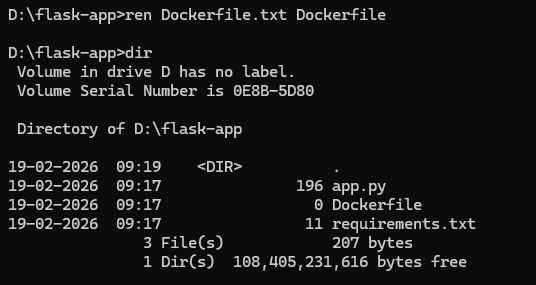 D:\flask-app>ren Dockerfile.txt Dockerfile
D:\flask-app>dir
 Volume in drive D has no label.
 Volume Serial Number is 0E8B-5D80
 Directory of D:\flask-app
19-02-2026  09:19    <DIR>          .
19-02-2026  09:17               196 app.py
19-02-2026  09:17                 0 Dockerfile
19-02-2026  09:17                11 requirements.txt
               3 File(s)            207 bytes
               1 Dir(s)  108,405,231,616 bytes free